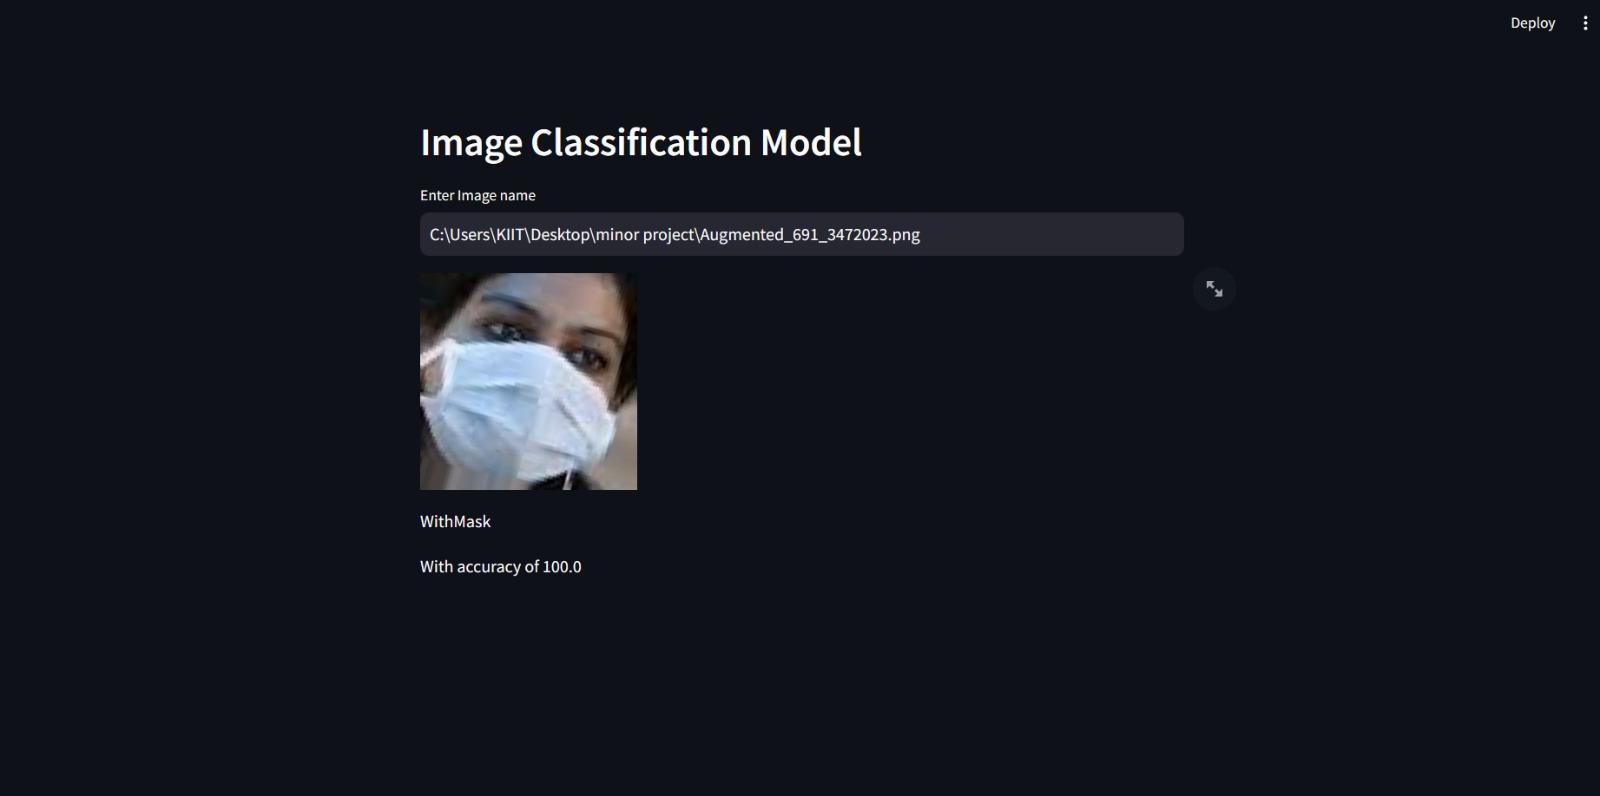 Deploy
Image Classification Model
Enter Image name
C:\Users\KIIT\Desktop\minor project\Augmented_691_3472023.png
WithMask
With accuracy of 100.0